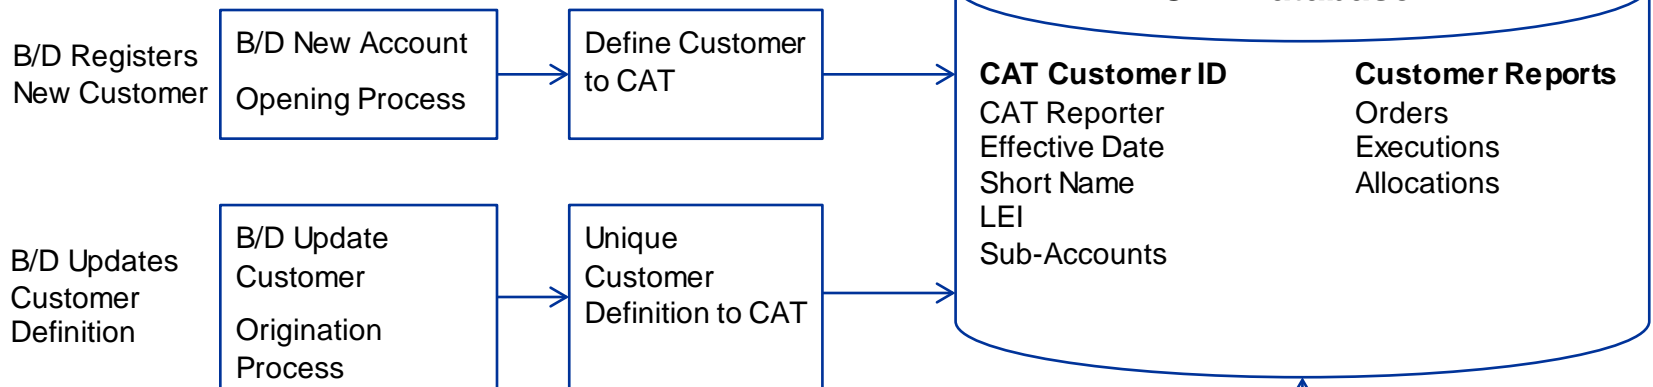 B/D Registers
New Customer
B/D New Account
Opening Process
Define Customer
to CAT
CAT Customer ID
CAT Reporter
Effective Date
Short Name
LEI
Sub-Accounts
Customer Reports
Orders
Executions
Allocations
B/D Updates
Customer
Definition
B/D Update
Customer
Origination
Process
Unique
Customer
Definition to CAT